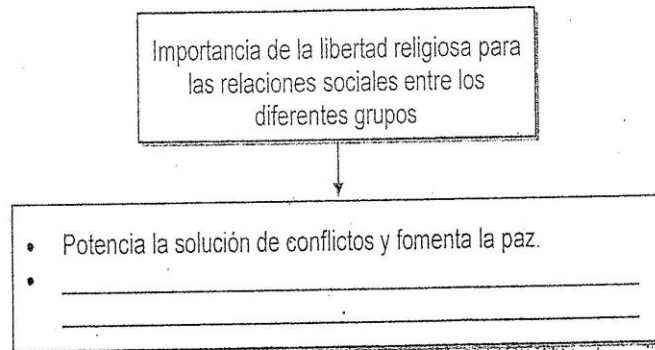 Importancia de la libertad religiosa para
las relaciones sociales entre los
diferentes grupos
• Potencia la solución de conflictos y fomenta la paz.
•